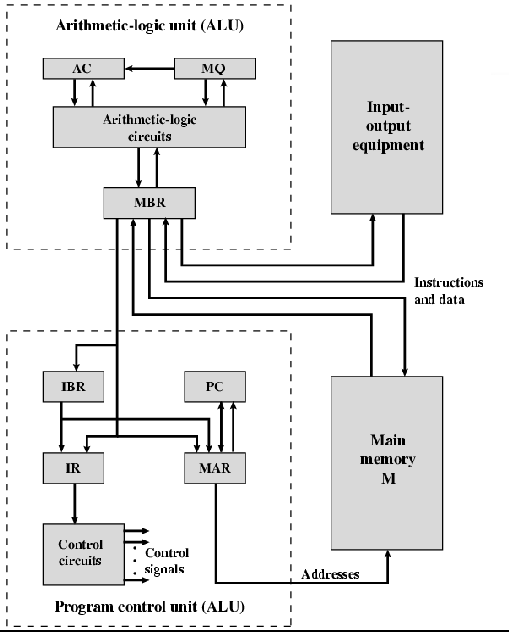 Arithmetic-logic unit (ALU)
AC
MQ
Arithmetic-logic
circuits
MBR
Input-
output
equipment
Instructions
and data
IBR
PC
IR
MAR
Main
memory
M
Control
circuits
Control
signals
Addresses
Program control unit (ALU)